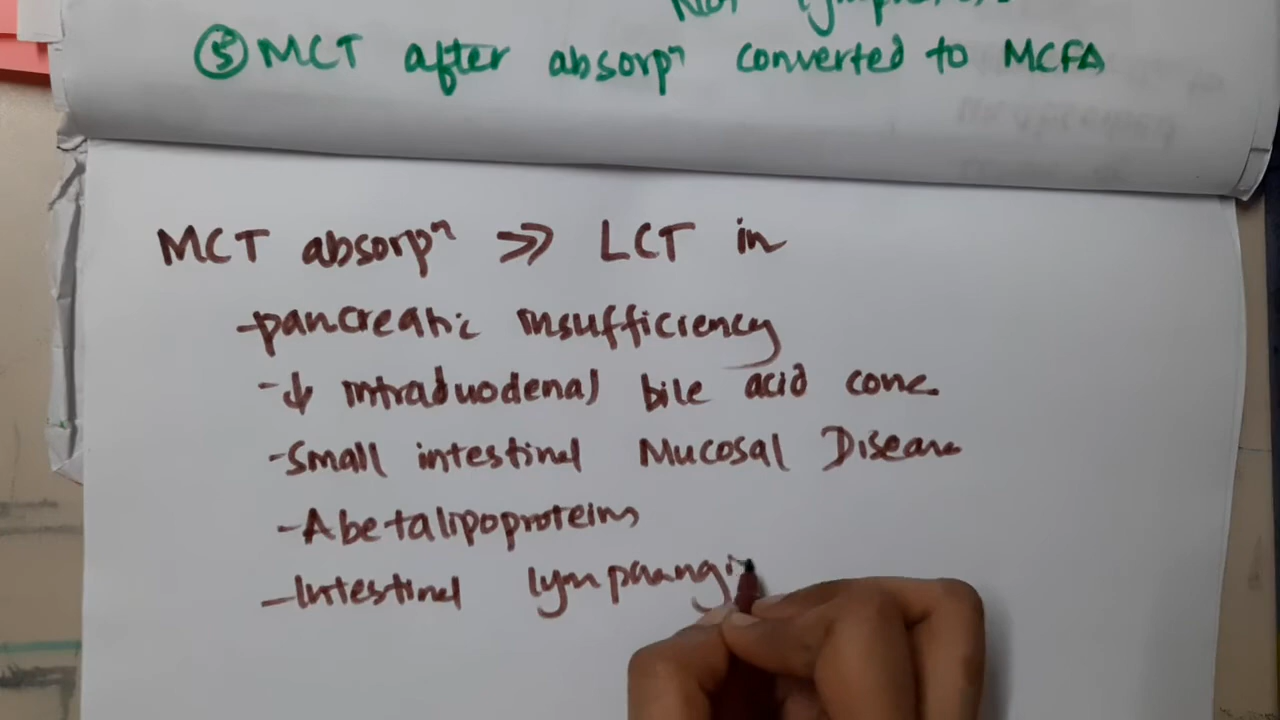 ⑤ MCT after absorpⁿ converted to MCFA
MCT absorpⁿ >> LCT in
-pancreatic insufficiency
-↓ intraduodenal bile acid conc
-Small intestinal Mucosal Disease
-Abetalipoproteins
-Intestinal lymphangi